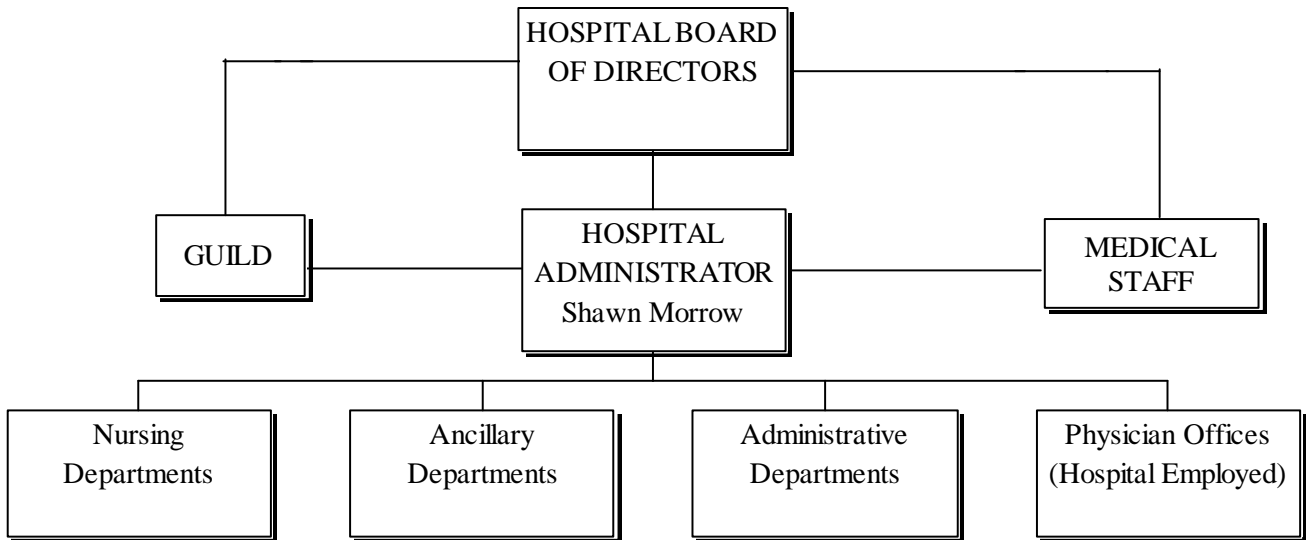 HOSPITAL BOARD
OF DIRECTORS
GUILD
HOSPITAL
ADMINISTRATOR
Shawn Morrow
MEDICAL
STAFF
Nursing
Departments
Ancillary
Departments
Administrative
Departments
Physician Offices
(Hospital Employed)